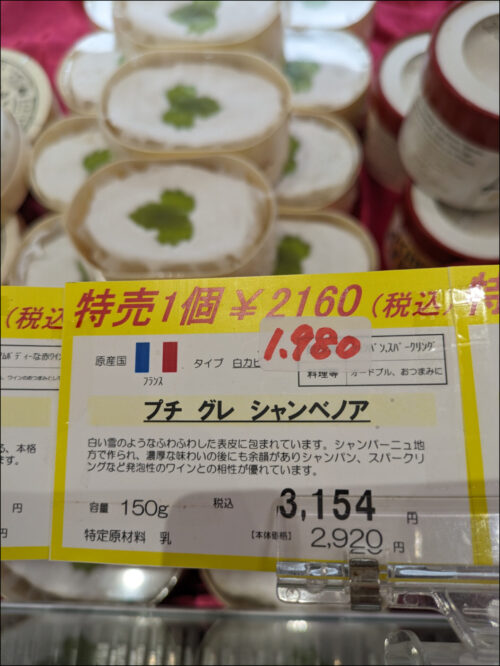 (税込
特売1個 ¥2160 (税込)
1.980
原産国 フランス タイプ 白カビ
料理等 オードブル、おつまみに
プチ グレ シャンベノア
白い雪のようなふわふわした表皮に包まれています。シャンパーニュ地
方で作られ、濃厚な味わいの後にも余韻がありシャンパン、スパークリ
ングなど発泡性のワインとの相性が優れています。
容量 150g 税込 3,154 円
特定原材料 乳 【本体価格】 2,920 円